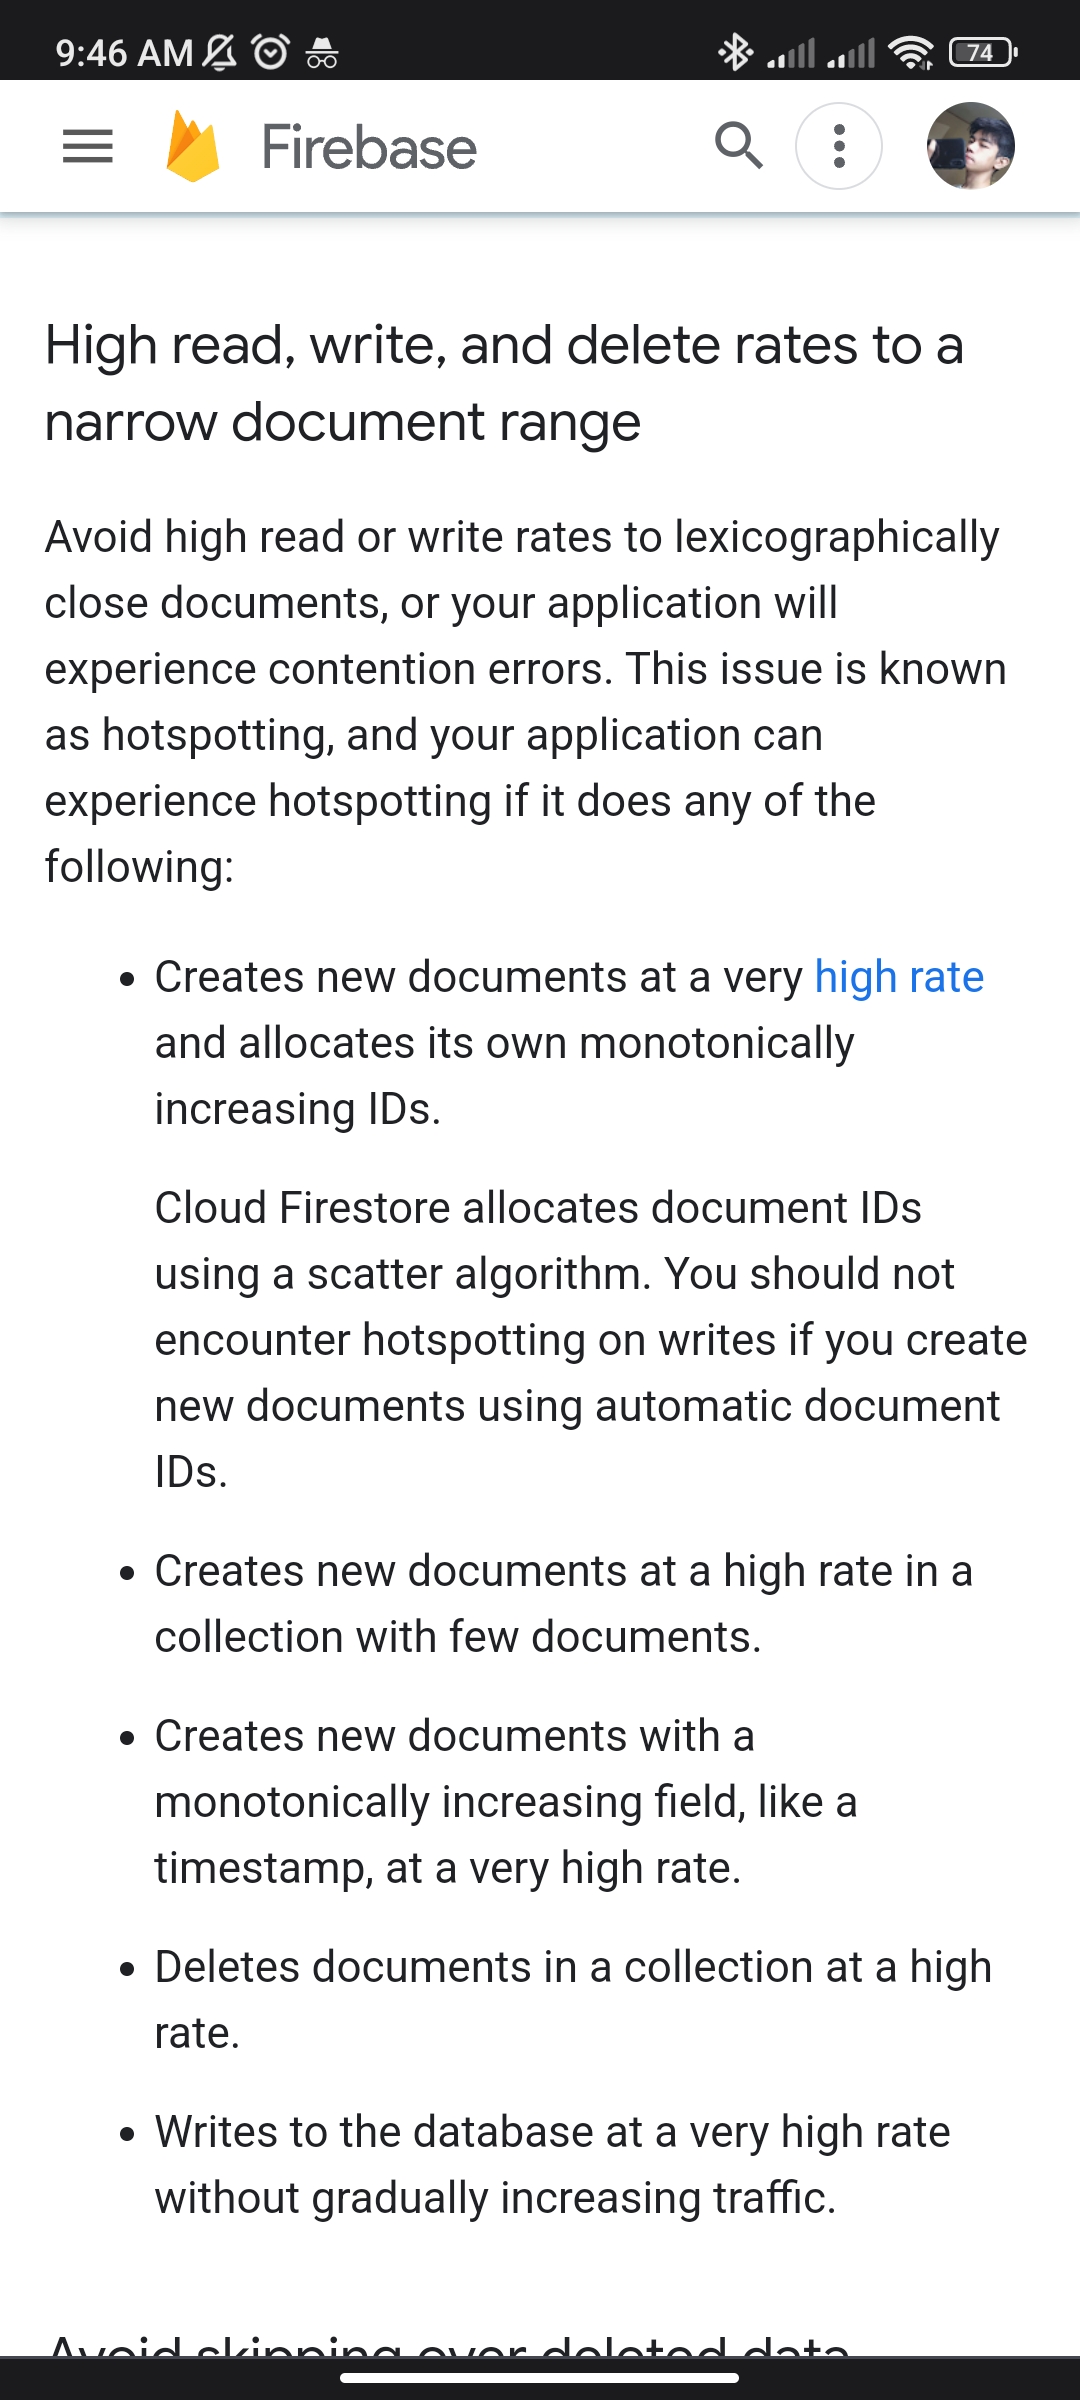 9:46 AM
74
Firebase
High read, write, and delete rates to a
narrow document range
Avoid high read or write rates to lexicographically
close documents, or your application will
experience contention errors. This issue is known
as hotspotting, and your application can
experience hotspotting if it does any of the
following:
• Creates new documents at a very high rate
and allocates its own monotonically
increasing IDs.
Cloud Firestore allocates document IDs
using a scatter algorithm. You should not
encounter hotspotting on writes if you create
new documents using automatic document
IDs.
• Creates new documents at a high rate in a
collection with few documents.
• Creates new documents with a
monotonically increasing field, like a
timestamp, at a very high rate.
• Deletes documents in a collection at a high
rate.
• Writes to the database at a very high rate
without gradually increasing traffic.
Avoid skipping over deleted data